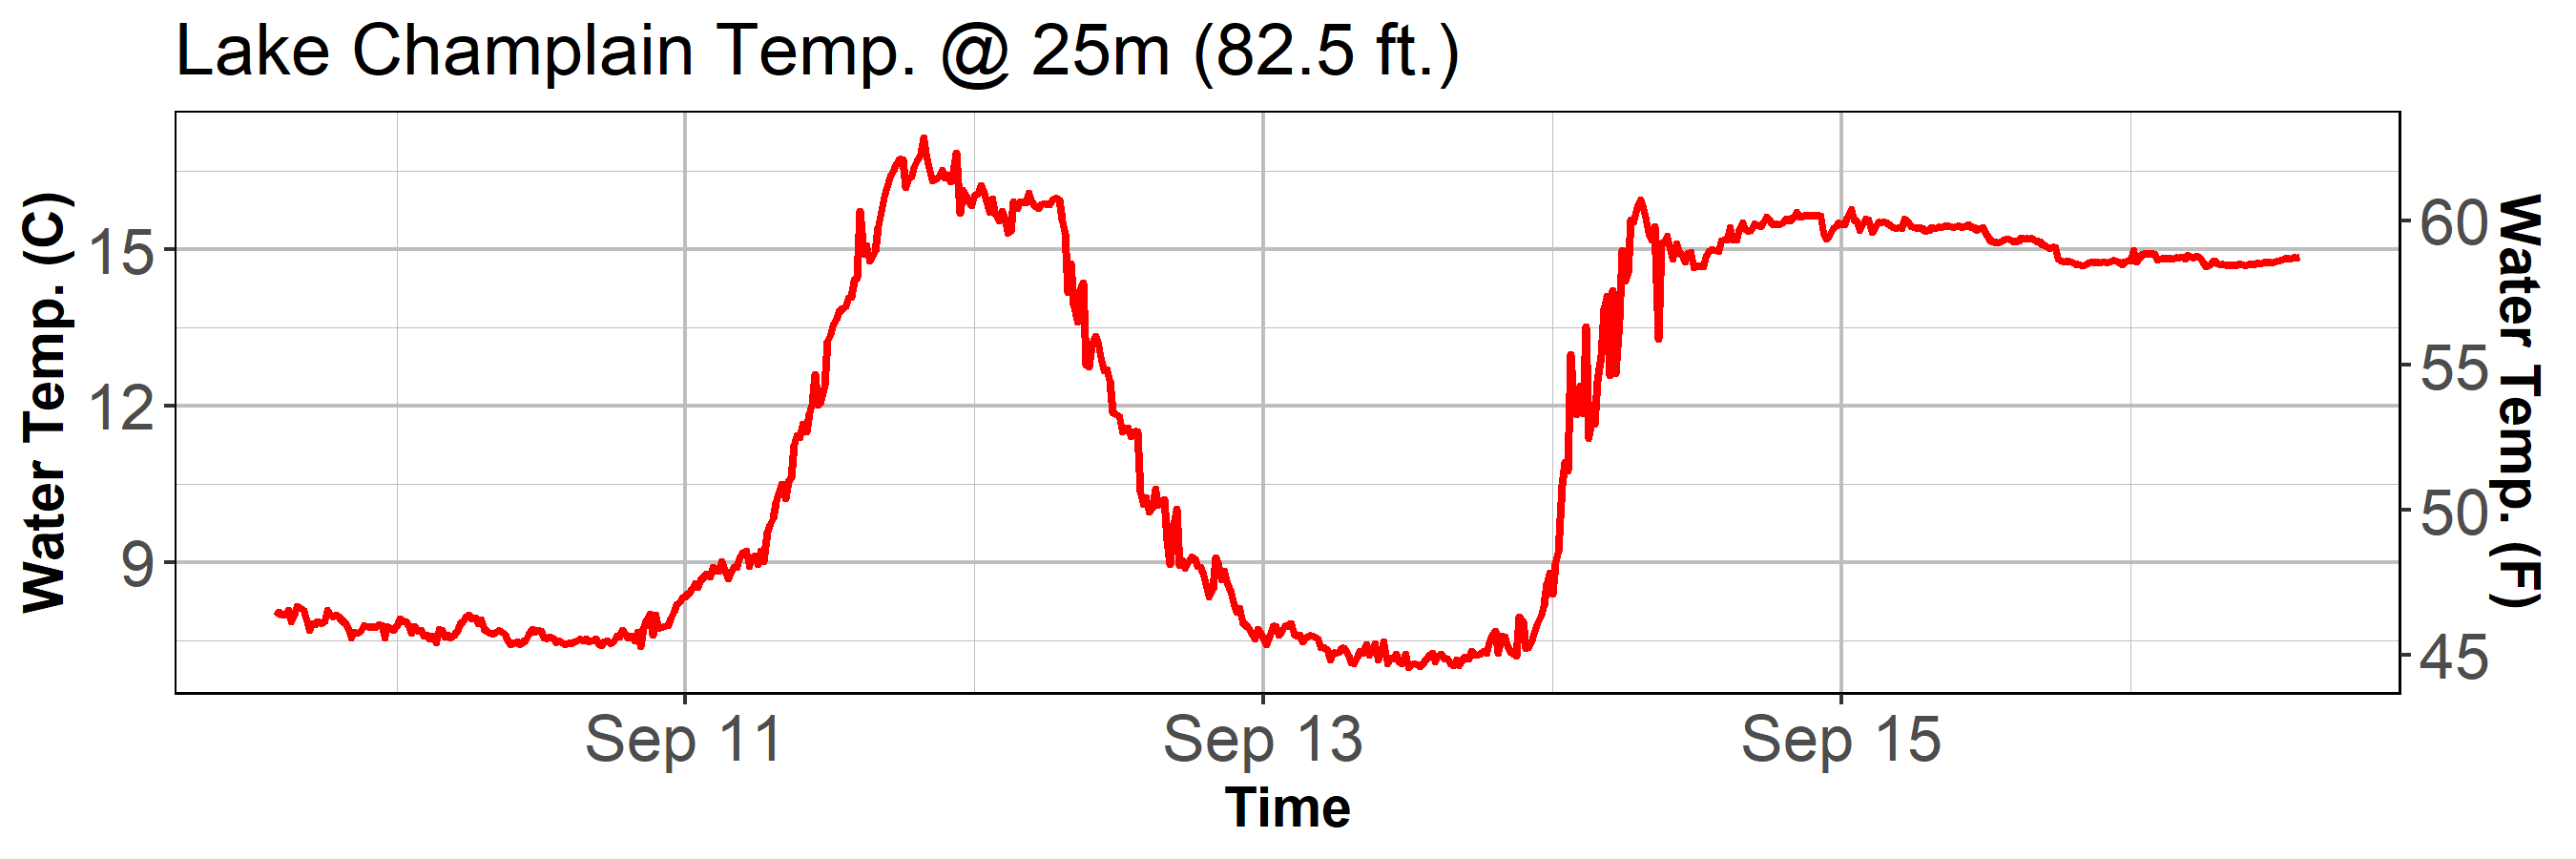 Lake Champlain Temp. @ 25m (82.5 ft.)
Water Temp. (C)
15
12
9
60
55
50
45
Water Temp. (F)
Sep 11
Sep 13
Sep 15
Time